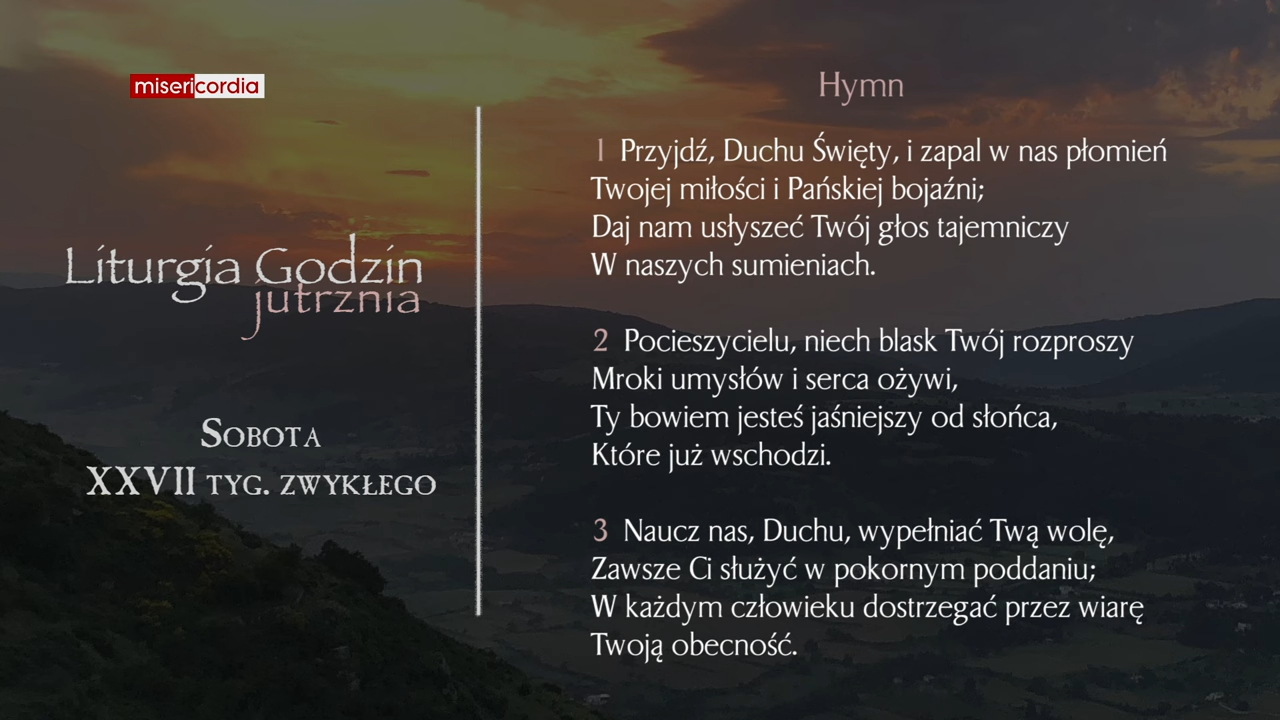 misericordia
Liturgia Godzin
jutrznia
Sobota
XXVII tyg. zwykłego
Hymn
1 Przyjdź, Duchu Święty, i zapal w nas płomień
Twojej miłości i Pańskiej bojaźni;
Daj nam usłyszeć Twój głos tajemniczy
W naszych sumieniach.
2 Pocieszycielu, niech blask Twój rozproszy
Mroki umysłów i serca ożywi,
Ty bowiem jesteś jaśniejszy od słońca,
Które już wschodzi.
3 Naucz nas, Duchu, wypełniać Twą wolę,
Zawsze Ci służyć w pokornym poddaniu;
W każdym człowieku dostrzegać przez wiarę
Twoją obecność.